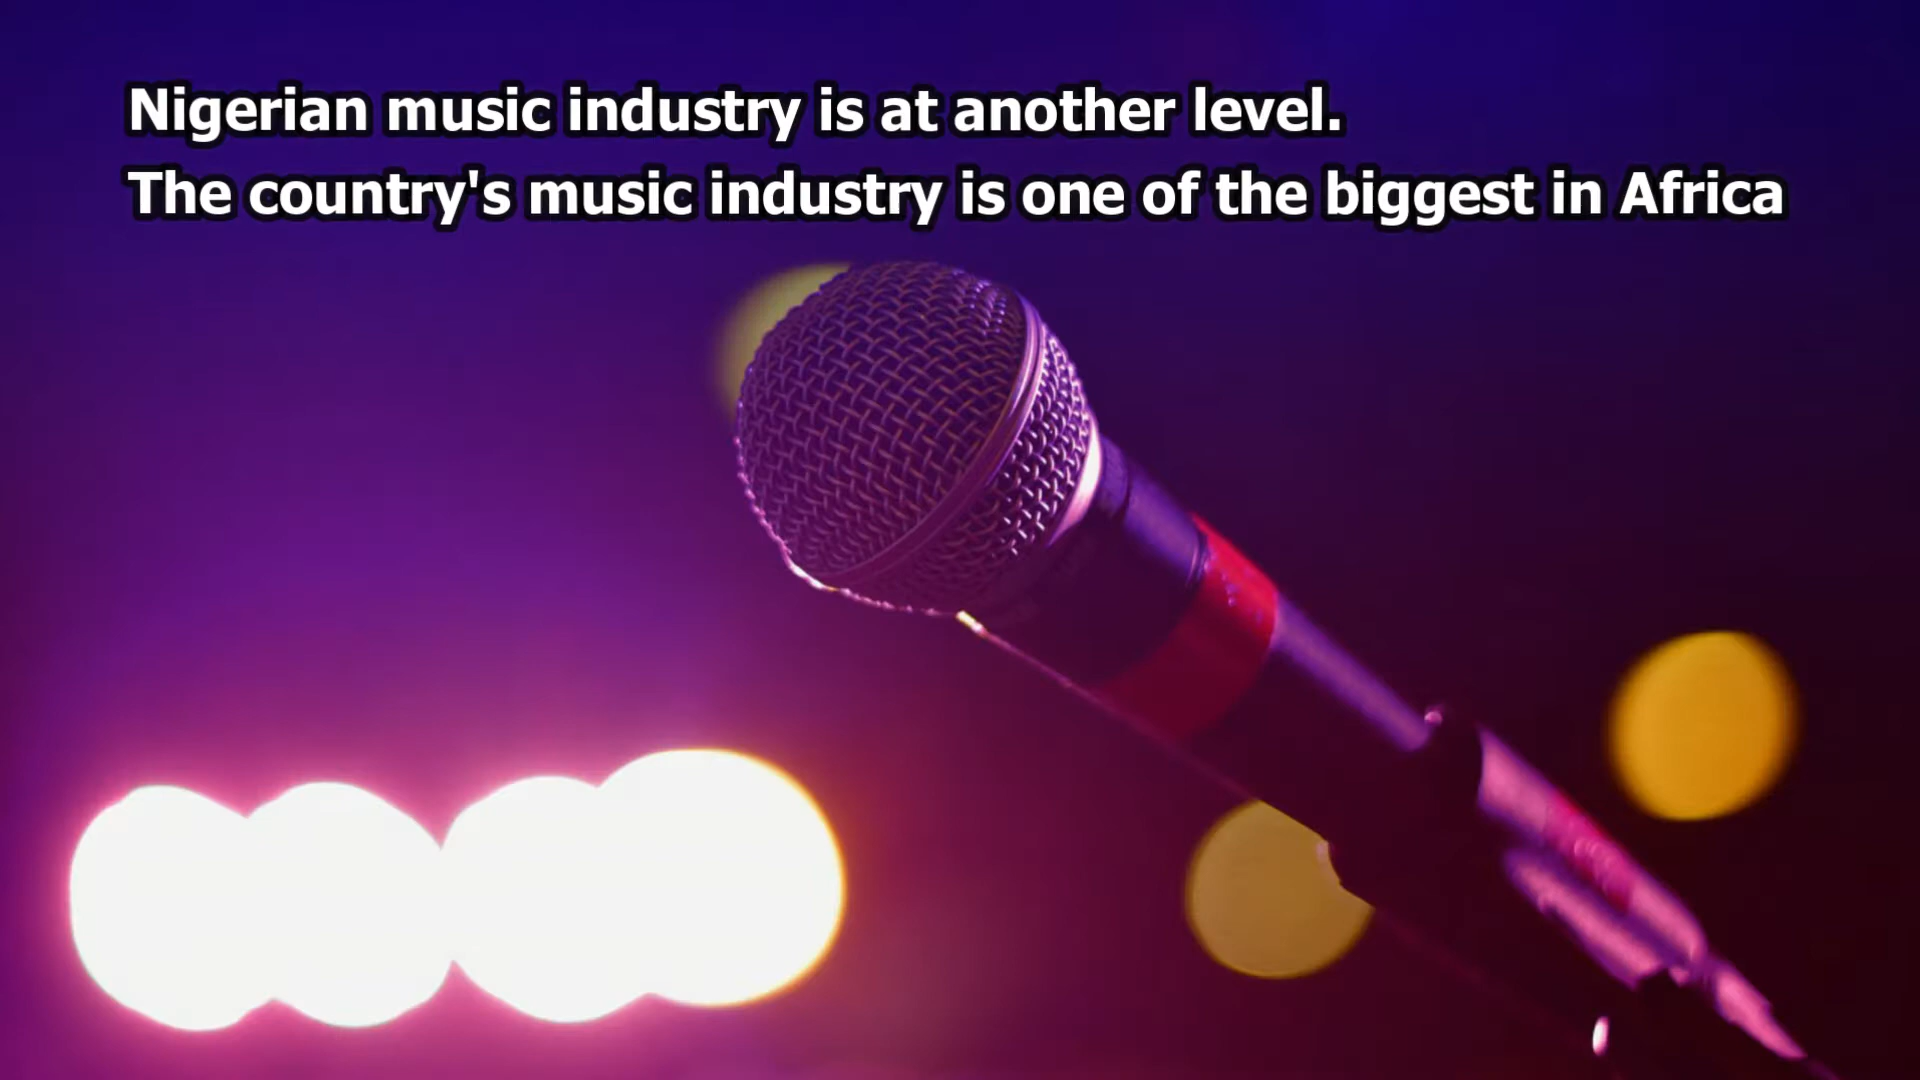 Nigerian music industry is at another level.
The country's music industry is one of the biggest in Africa